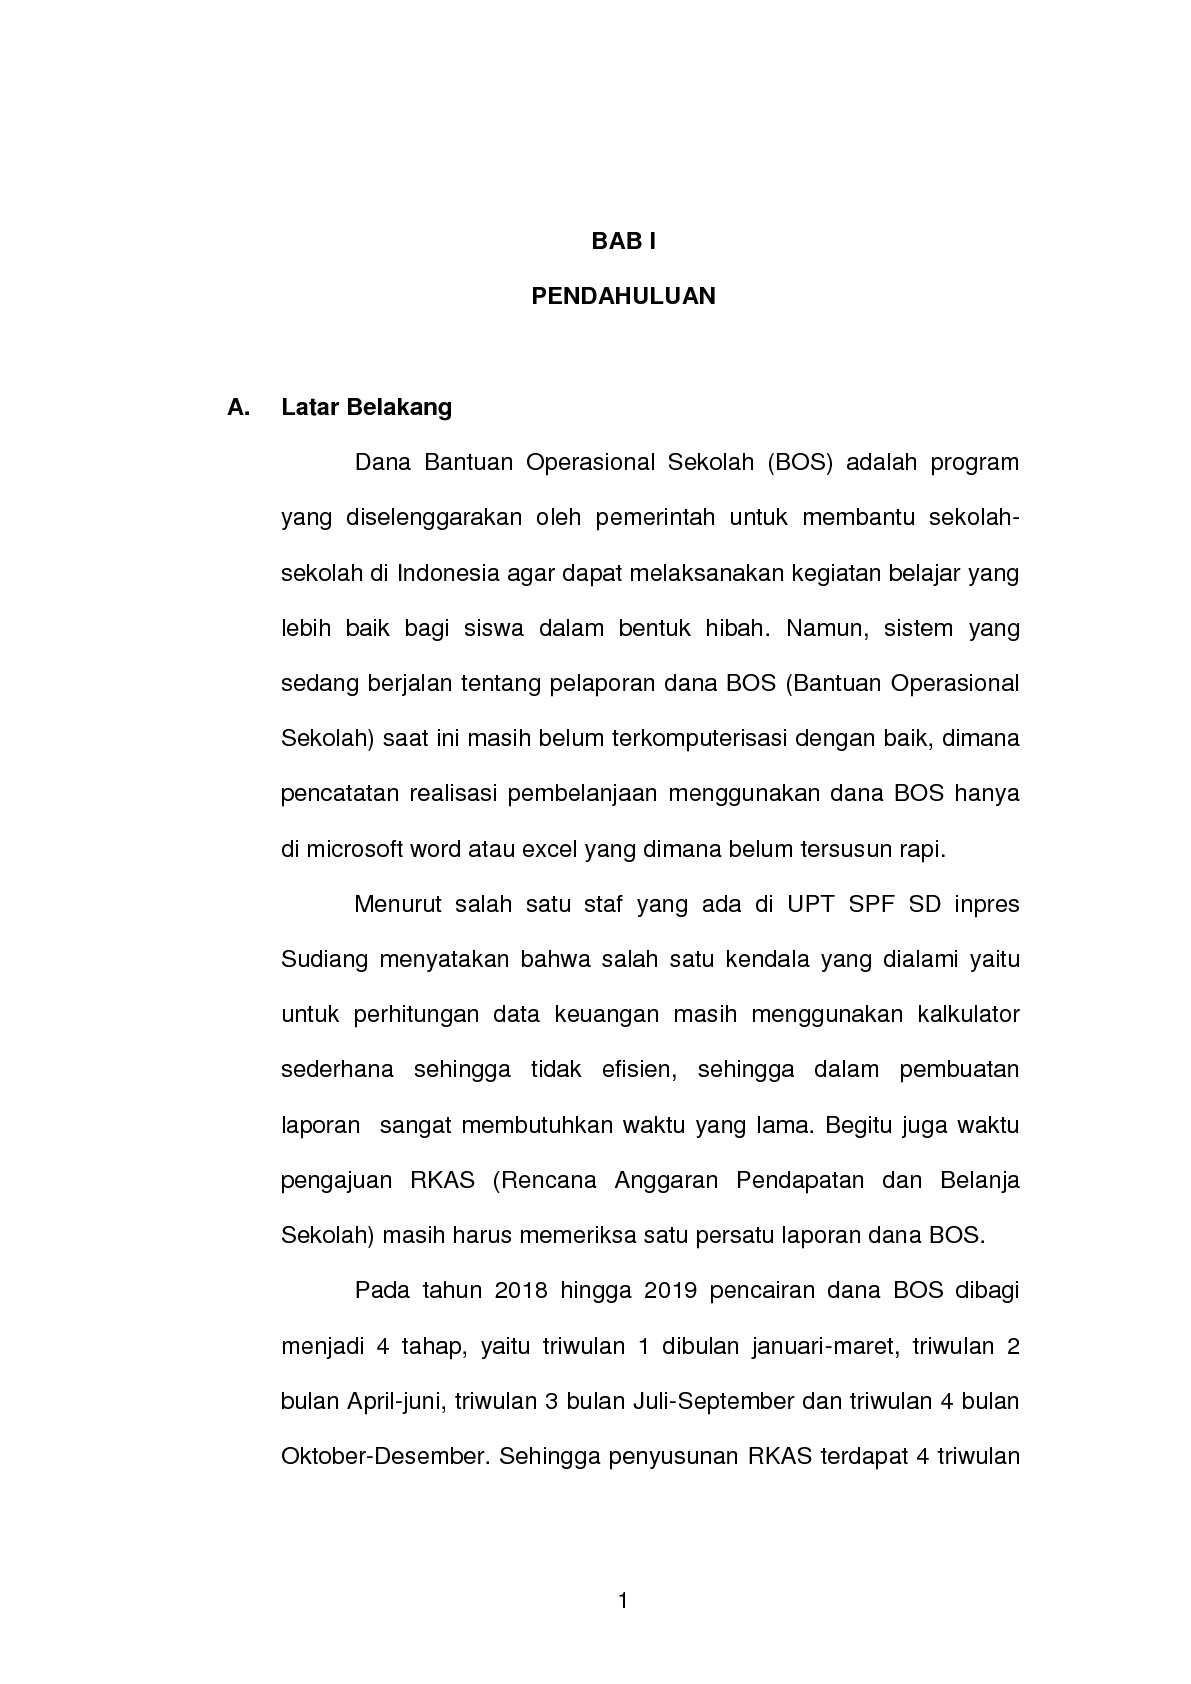 BAB I
PENDAHULUAN
A. Latar Belakang
Dana Bantuan Operasional Sekolah (BOS) adalah program
yang diselenggarakan oleh pemerintah untuk membantu sekolah-
sekolah di Indonesia agar dapat melaksanakan kegiatan belajar yang
lebih baik bagi siswa dalam bentuk hibah. Namun, sistem yang
sedang berjalan tentang pelaporan dana BOS (Bantuan Operasional
Sekolah) saat ini masih belum terkomputerisasi dengan baik, dimana
pencatatan realisasi pembelanjaan menggunakan dana BOS hanya
di microsoft word atau excel yang dimana belum tersusun rapi.
Menurut salah satu staf yang ada di UPT SPF SD inpres
Sudiang menyatakan bahwa salah satu kendala yang dialami yaitu
untuk perhitungan data keuangan masih menggunakan kalkulator
sederhana sehingga tidak efisien, sehingga dalam pembuatan
laporan  sangat membutuhkan waktu yang lama. Begitu juga waktu
pengajuan RKAS (Rencana Anggaran Pendapatan dan Belanja
Sekolah) masih harus memeriksa satu persatu laporan dana BOS.
Pada tahun 2018 hingga 2019 pencairan dana BOS dibagi
menjadi 4 tahap, yaitu triwulan 1 dibulan januari-maret, triwulan 2
bulan April-juni, triwulan 3 bulan Juli-September dan triwulan 4 bulan
Oktober-Desember. Sehingga penyusunan RKAS terdapat 4 triwulan
1